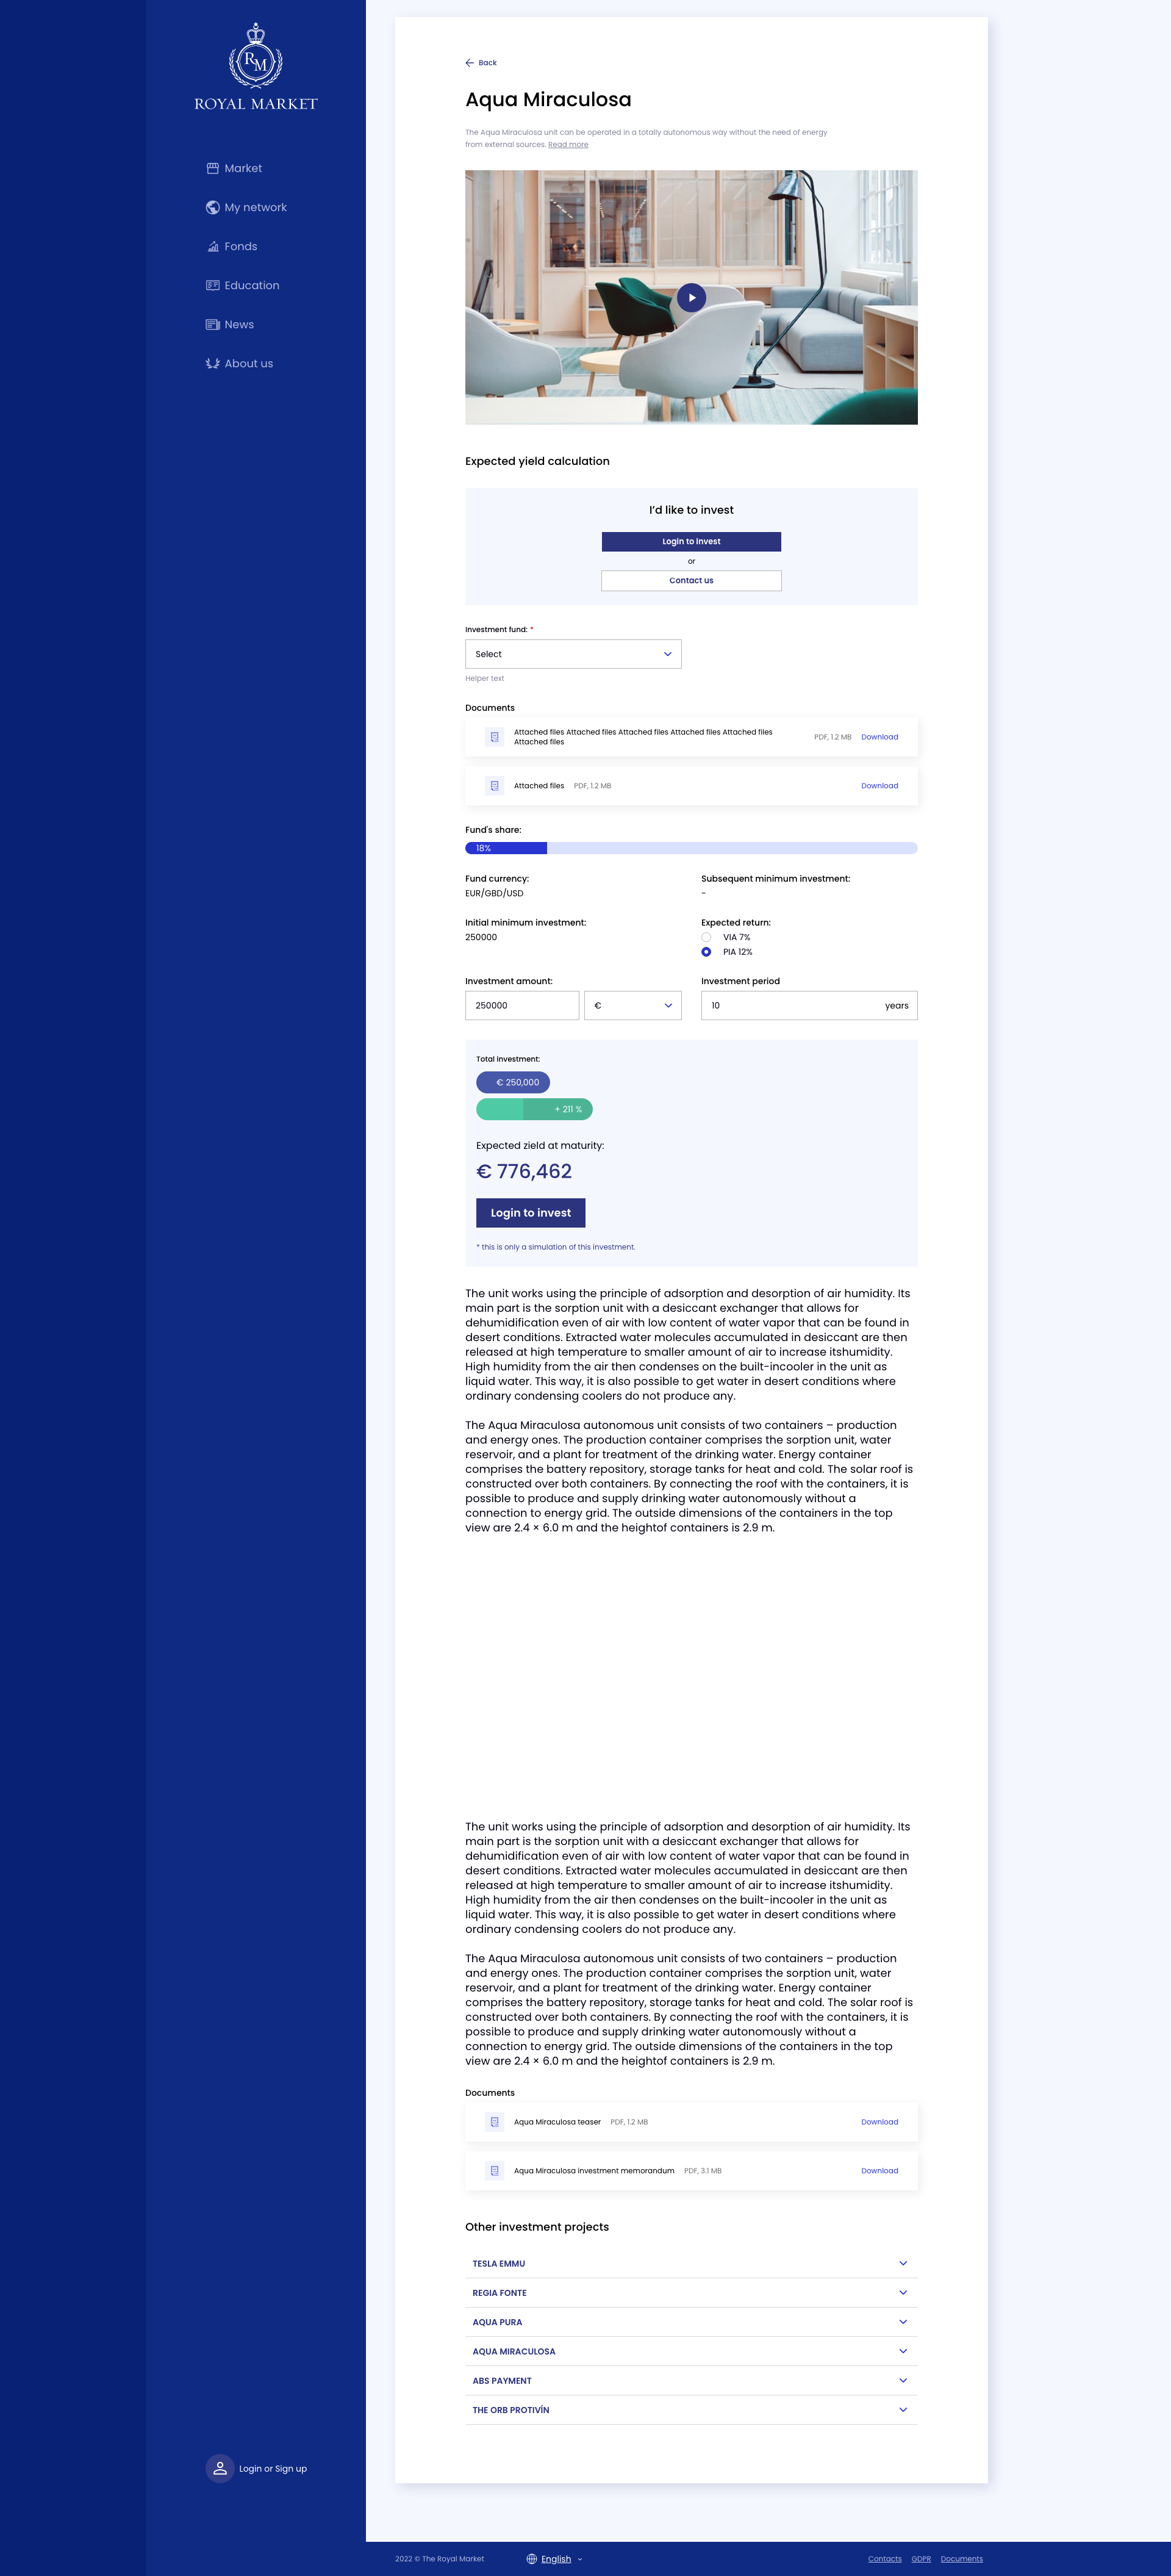 RM
ROYAL MARKET
Market
My network
Fonds
Education
News
About us
Login or Sign up
Back
Aqua Miraculosa
The Aqua Miraculosa unit can be operated in a totally autonomous way without the need of energy
from external sources. Read more
Expected yield calculation
I'd like to invest
Login to invest
or
Contact us
Investment fund: *
Select
Helper text
Documents
Attached files Attached files Attached files Attached files Attached files
Attached files
PDF, 1.2 MB Download
Attached files PDF, 1.2 MB Download
Fund's share:
18%
Fund currency:
EUR/GBD/USD
Subsequent minimum investment:
-
Initial minimum investment:
250000
Expected return:
VIA 7%
PIA 12%
Investment amount:
250000 €
Investment period
10 years
Total investment:
€ 250,000
+ 211 %
Expected zield at maturity:
€ 776,462
Login to invest
* this is only a simulation of this investment.
The unit works using the principle of adsorption and desorption of air humidity. Its
main part is the sorption unit with a desiccant exchanger that allows for
dehumidification even of air with low content of water vapor that can be found in
desert conditions. Extracted water molecules accumulated in desiccant are then
released at high temperature to smaller amount of air to increase itshumidity.
High humidity from the air then condenses on the built-incooler in the unit as
liquid water. This way, it is also possible to get water in desert conditions where
ordinary condensing coolers do not produce any.
The Aqua Miraculosa autonomous unit consists of two containers – production
and energy ones. The production container comprises the sorption unit, water
reservoir, and a plant for treatment of the drinking water. Energy container
comprises the battery repository, storage tanks for heat and cold. The solar roof is
constructed over both containers. By connecting the roof with the containers, it is
possible to produce and supply drinking water autonomously without a
connection to energy grid. The outside dimensions of the containers in the top
view are 2.4 × 6.0 m and the heightof containers is 2.9 m.
The unit works using the principle of adsorption and desorption of air humidity. Its
main part is the sorption unit with a desiccant exchanger that allows for
dehumidification even of air with low content of water vapor that can be found in
desert conditions. Extracted water molecules accumulated in desiccant are then
released at high temperature to smaller amount of air to increase itshumidity.
High humidity from the air then condenses on the built-incooler in the unit as
liquid water. This way, it is also possible to get water in desert conditions where
ordinary condensing coolers do not produce any.
The Aqua Miraculosa autonomous unit consists of two containers – production
and energy ones. The production container comprises the sorption unit, water
reservoir, and a plant for treatment of the drinking water. Energy container
comprises the battery repository, storage tanks for heat and cold. The solar roof is
constructed over both containers. By connecting the roof with the containers, it is
possible to produce and supply drinking water autonomously without a
connection to energy grid. The outside dimensions of the containers in the top
view are 2.4 × 6.0 m and the heightof containers is 2.9 m.
Documents
Aqua Miraculosa teaser PDF, 1.2 MB Download
Aqua Miraculosa investment memorandum PDF, 3.1 MB Download
Other investment projects
TESLA EMMU
REGIA FONTE
AQUA PURA
AQUA MIRACULOSA
ABS PAYMENT
THE ORB PROTIVÍN
2022 © The Royal Market English Contacts GDPR Documents